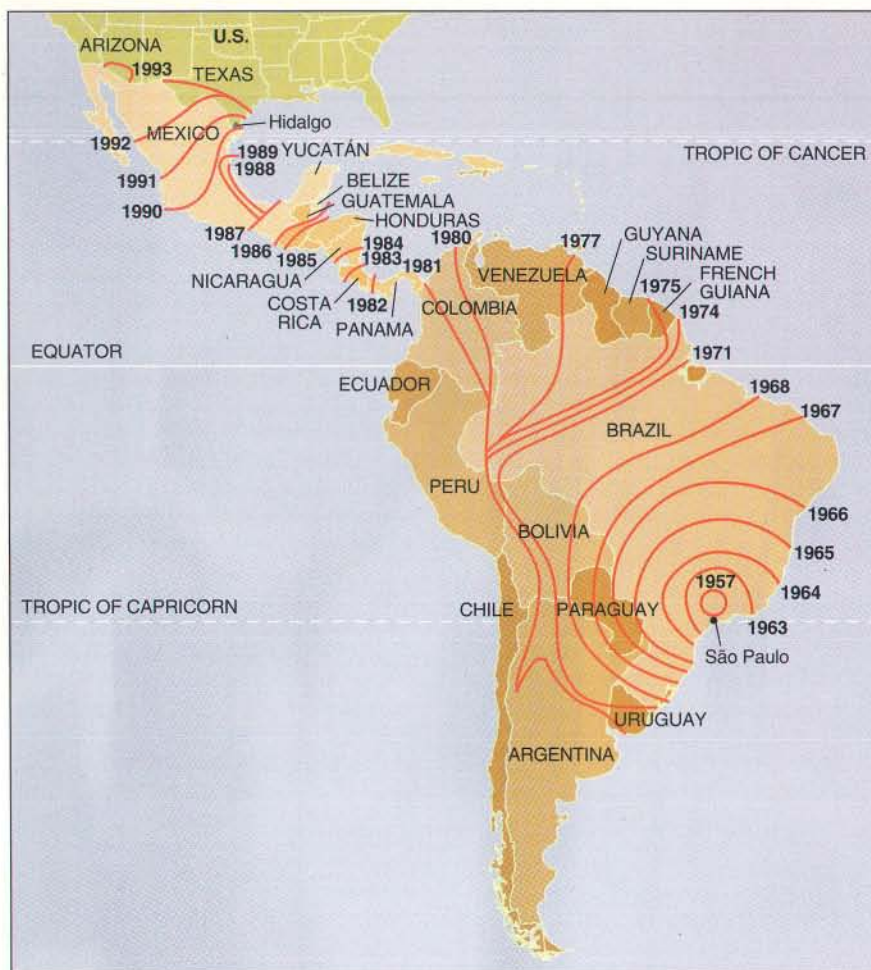 U.S.
ARIZONA
1993
TEXAS
Hidalgo
MEXICO
1992
1989
YUCATÁN
TROPIC OF CANCER
1988
1991
BELIZE
GUATEMALA
1990
HONDURAS
1987
1986
1985
1984
1983
1981
1980
1977
GUYANA
SURINAME
1975
FRENCH
GUIANA
NICARAGUA
VENEZUELA
COSTA
RICA
1982
PANAMA
COLOMBIA
1974
EQUATOR
1971
ECUADOR
1968
1967
BRAZIL
PERU
1966
BOLIVIA
1965
1957
1964
TROPIC OF CAPRICORN
CHILE
PARAGUAY
1963
São Paulo
URUGUAY
ARGENTINA